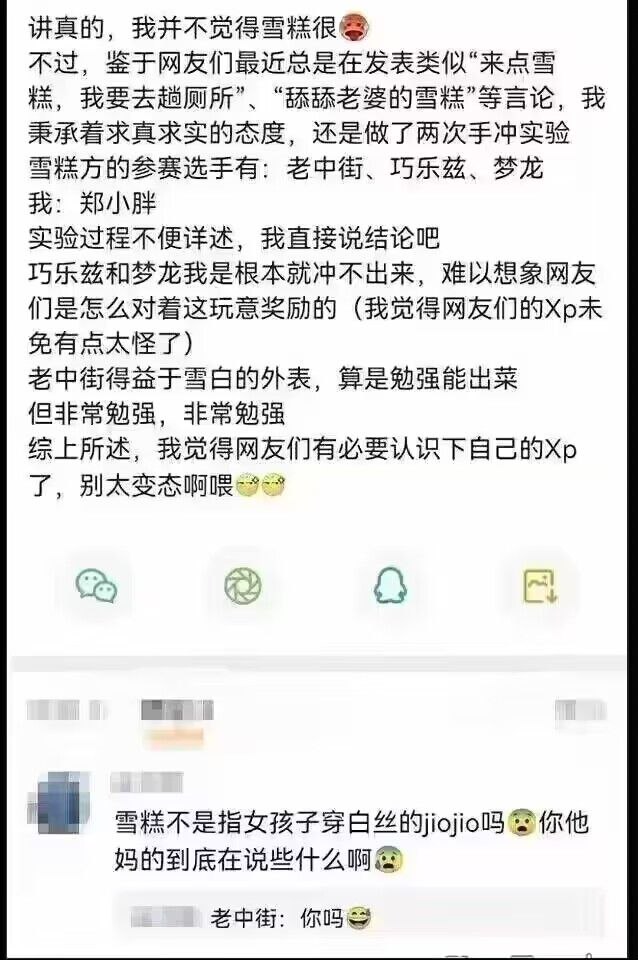 讲真的，我并不觉得雪糕很
不过，鉴于网友们最近总是在发表类似“来点雪
糕，我要去趟厕所”、“舔舔老婆的雪糕”等言论，我
秉承着求真求实的态度，还是做了两次手冲实验
雪糕方的参赛选手有：老中街、巧乐兹、梦龙
我：郑小胖
实验过程不便详述，我直接说结论吧
巧乐兹和梦龙我是根本就冲不出来，难以想象网友
们是怎么对着这玩意奖励的（我觉得网友们的Xp未
免有点太怪了）
老中街得益于雪白的外表，算是勉强能出菜
但非常勉强，非常勉强
综上所述，我觉得网友们有必要认识下自己的Xp
了，别太变态啊喂
雪糕不是指女孩子穿白丝的jiojio吗你他
妈的到底在说些什么啊
老中街：你吗